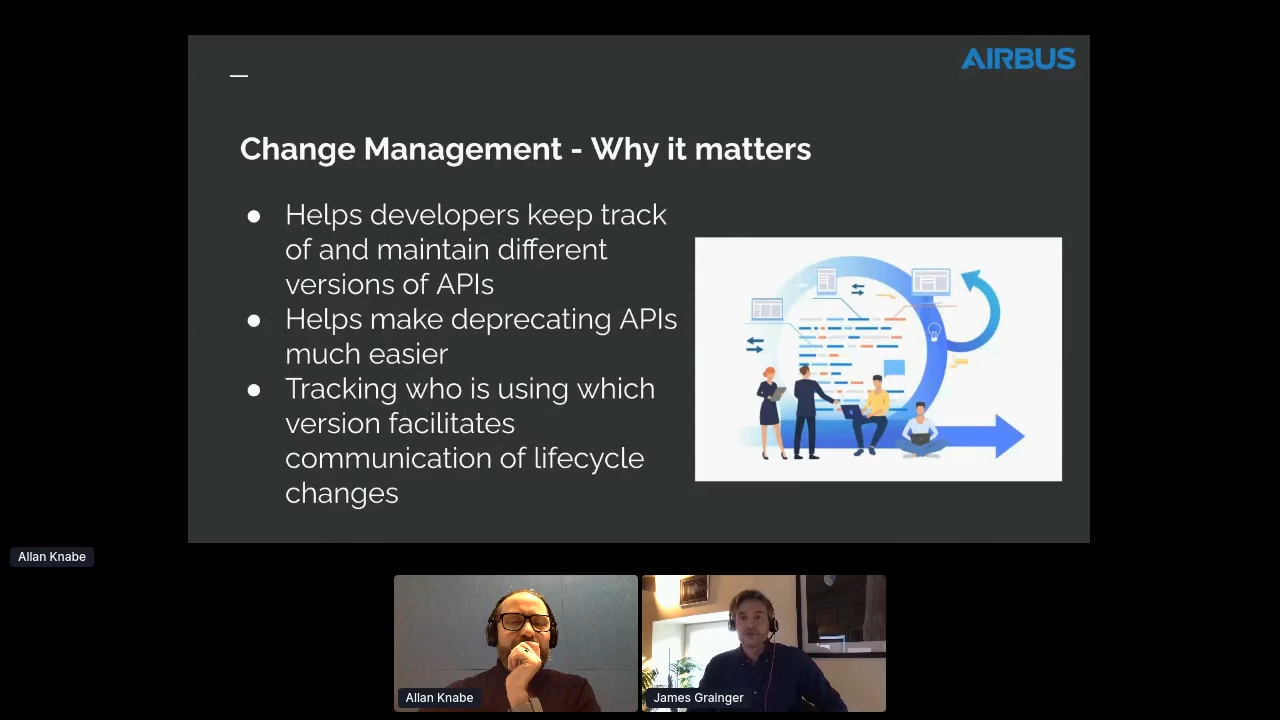 AIRBUS
Change Management - Why it matters
● Helps developers keep track
of and maintain different
versions of APIs
● Helps make deprecating APIs
much easier
● Tracking who is using which
version facilitates
communication of lifecycle
changes
Allan Knabe
Allan Knabe
James Grainger